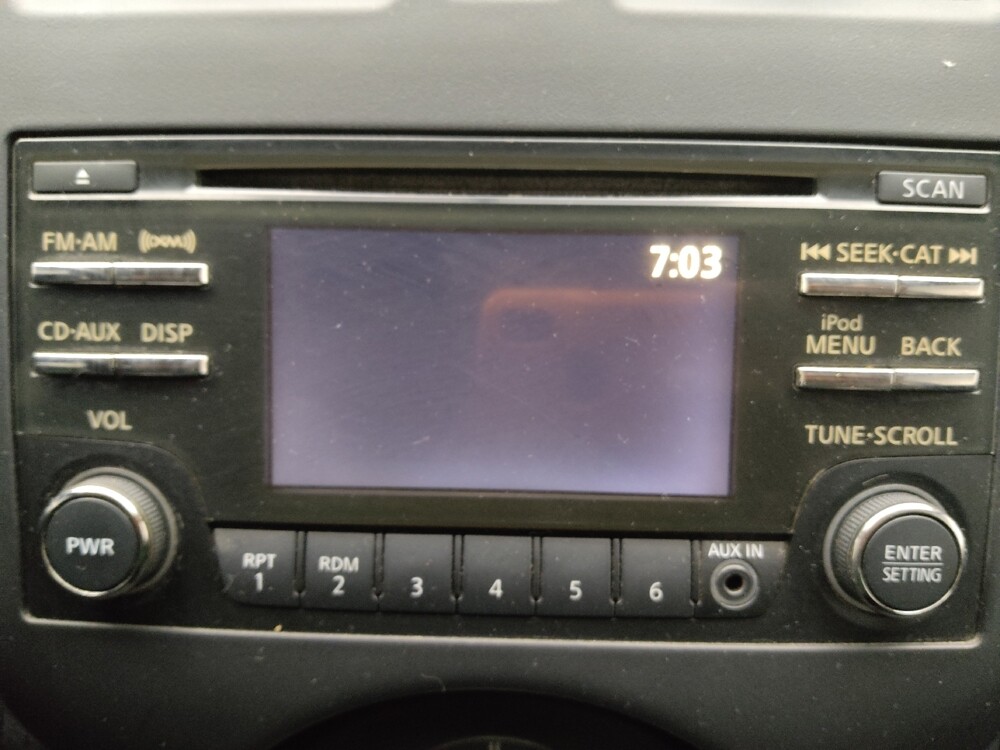 SCAN
FM·AM (((XM)))
7:03
SEEK·CAT
CD·AUX DISP
iPod
MENU BACK
VOL
TUNE·SCROLL
PWR
RPT
1
RDM
2
3
4
5
6
AUX IN
ENTER
SETTING